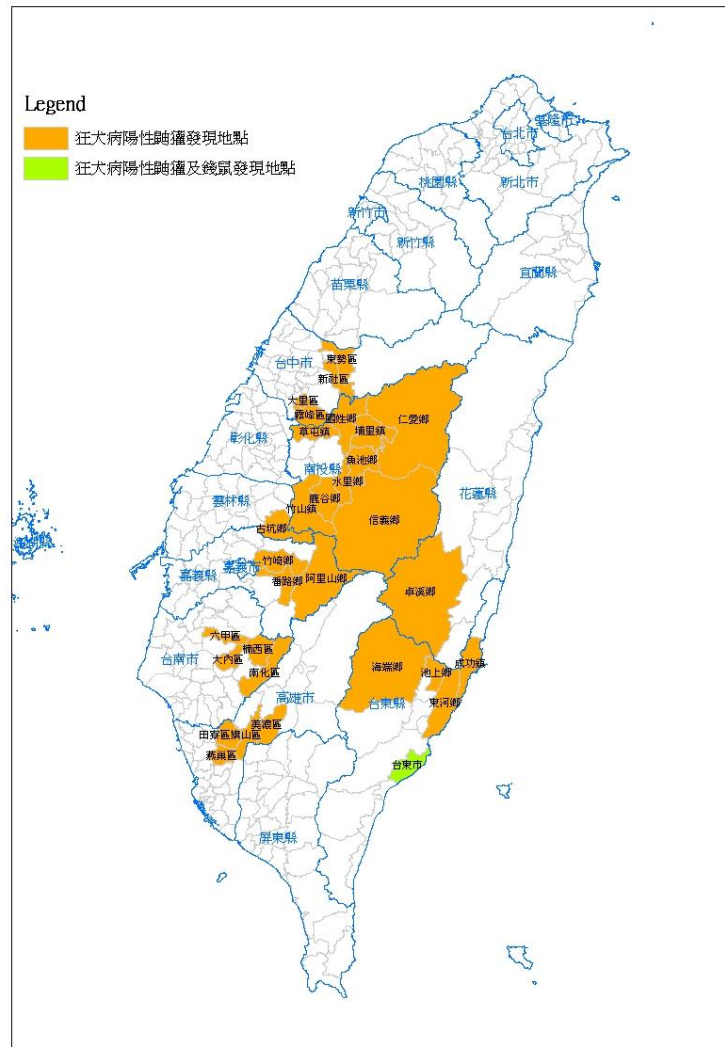 Legend
狂犬病陽性鼬獾發現地點
狂犬病陽性鼬獾及錢鼠發現地點
基隆市
台北市
桃園縣
新北市
新竹市
新竹縣
宜蘭縣
苗栗縣
東勢區
台中市
新社區
大里區
霧峰區
國姓鄉
仁愛鄉
草屯鎮
埔里鎮
彰化縣
魚池鄉
南投縣
水里鄉
花蓮縣
鹿谷鄉
雲林縣
竹山鎮
信義鄉
古坑鄉
竹崎鄉
嘉義市
嘉義縣
番路鄉
阿里山鄉
卓溪鄉
六甲區
楠西區
台南市
大內區
南化區
海端鄉
池上鄉
成功鎮
高雄市
台東縣
東河鄉
美濃區
田寮區
旗山區
燕巢區
台東市
屏東縣